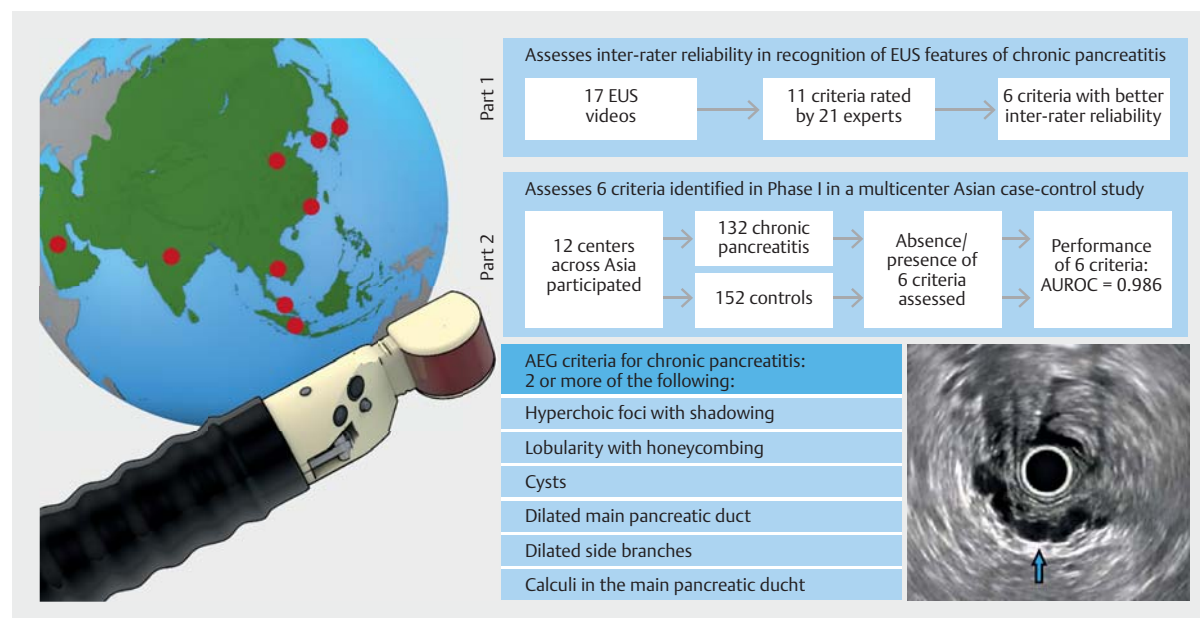 Part 1
Assesses inter-rater reliability in recognition of EUS features of chronic pancreatitis
17 EUS
videos
11 criteria rated
by 21 experts
6 criteria with better
inter-rater reliability
Part 2
Assesses 6 criteria identified in Phase I in a multicenter Asian case-control study
12 centers
across Asia
participated
132 chronic
pancreatitis
152 controls
Absence/
presence of
6 criteria
assessed
Performance
of 6 criteria:
AUROC = 0.986
AEG criteria for chronic pancreatitis:
2 or more of the following:
Hyperchoic foci with shadowing
Lobularity with honeycombing
Cysts
Dilated main pancreatic duct
Dilated side branches
Calculi in the main pancreatic ducht